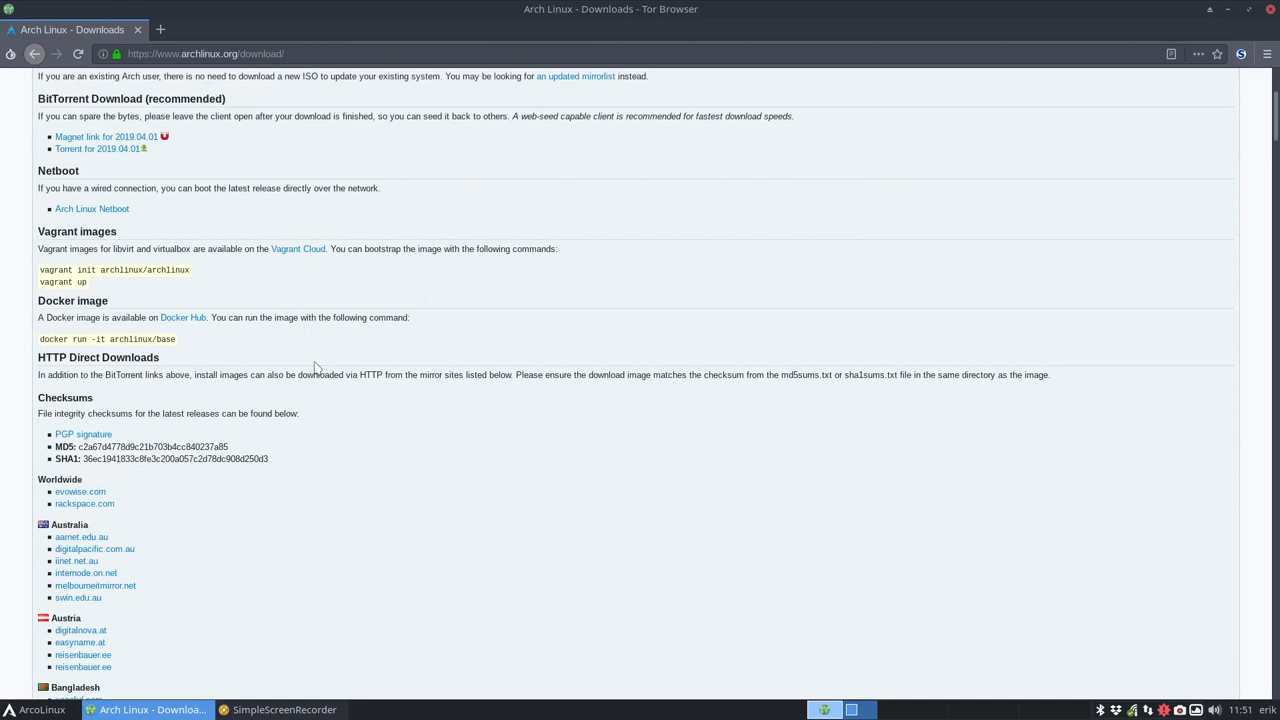 Arch Linux - Downloads - Tor Browser
Arch Linux - Downloads
https://www.archlinux.org/download/
If you are an existing Arch user, there is no need to download a new ISO to update your existing system. You may be looking for an updated mirrorlist instead.
BitTorrent Download (recommended)
If you can spare the bytes, please leave the client open after your download is finished, so you can seed it back to others. A web-seed capable client is recommended for fastest download speeds.
Magnet link for 2019.04.01
Torrent for 2019.04.01
Netboot
If you have a wired connection, you can boot the latest release directly over the network.
Arch Linux Netboot
Vagrant images
Vagrant images for libvirt and virtualbox are available on the Vagrant Cloud. You can bootstrap the image with the following commands:
vagrant init archlinux/archlinux
vagrant up
Docker image
A Docker image is available on Docker Hub. You can run the image with the following command:
docker run -it archlinux/base
HTTP Direct Downloads
In addition to the BitTorrent links above, install images can also be downloaded via HTTP from the mirror sites listed below. Please ensure the download image matches the checksum from the md5sums.txt or sha1sums.txt file in the same directory as the image.
Checksums
File integrity checksums for the latest releases can be found below:
PGP signature
MD5: c2a67d4778d9c21b703b4cc840237a85
SHA1: 36ec1941833c8fe3c200a057c2d78dc908d250d3
Worldwide
evowise.com
rackspace.com
Australia
aarnet.edu.au
digitalpacific.com.au
iinet.net.au
internode.on.net
melbourneitmirror.net
swin.edu.au
Austria
digitalnova.at
easyname.at
reisenbauer.ee
reisenbauer.ee
Bangladesh
ArcoLinux
Arch Linux - Downloa...
SimpleScreenRecorder
11:51 erik